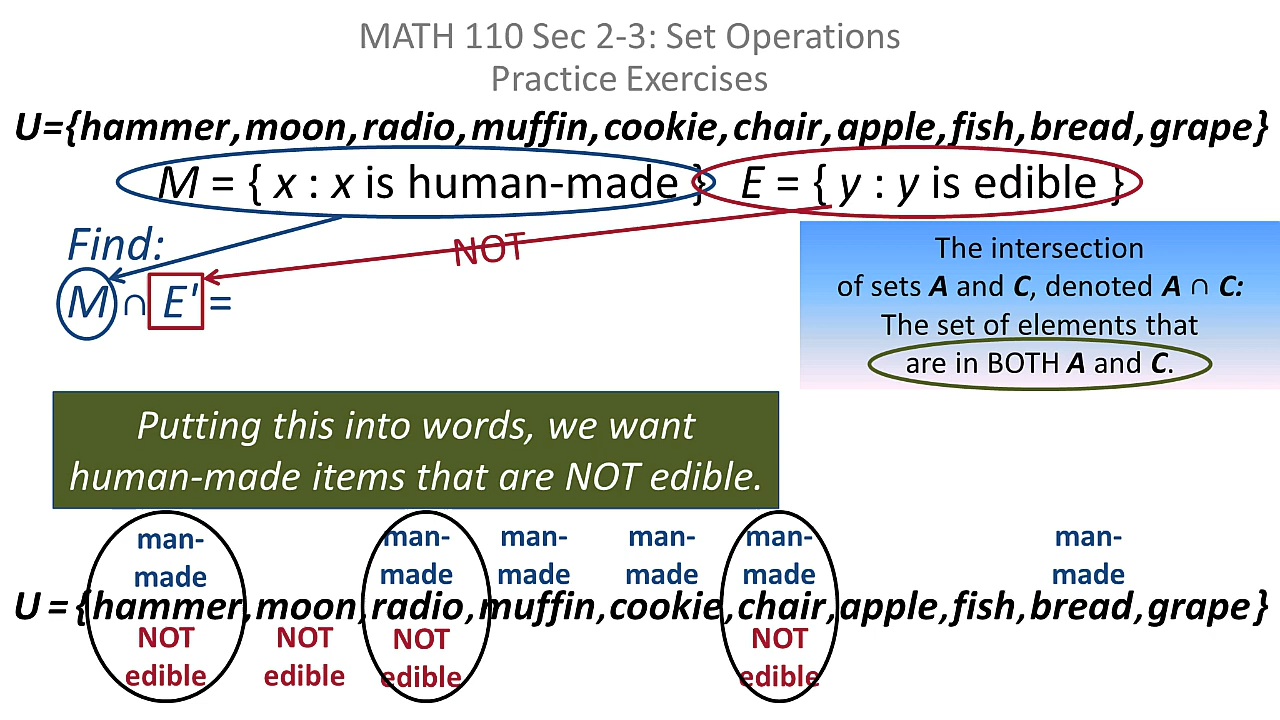 MATH 110 Sec 2-3: Set Operations
Practice Exercises
U={hammer,moon,radio,muffin,cookie,chair,apple,fish,bread,grape}
M = { x : x is human-made }   E = { y : y is edible }
Find:
NOT
M ∩ E' =
The intersection
of sets A and C, denoted A ∩ C:
The set of elements that
are in BOTH A and C.
Putting this into words, we want
human-made items that are NOT edible.
man-made man-made man-made man-made man-made man-made
U = {hammer,moon,radio,muffin,cookie,chair,apple,fish,bread,grape}
NOT NOT NOT NOT
edible edible edible edible